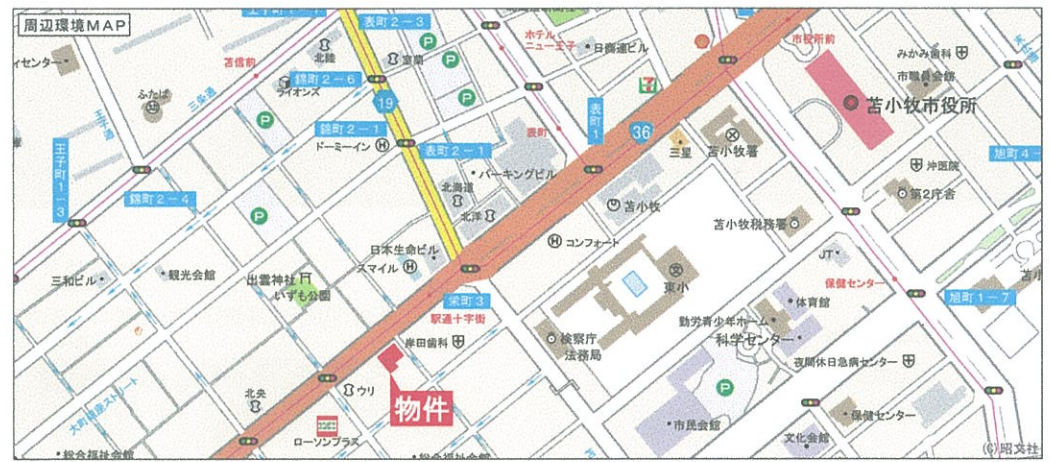 周辺環境MAP
王子町1-1
表町2-3
北陸
室蘭
P
苫信前
錦町2-6
ライオンズ
ィセンター
ふたば
三条通
王子通
19
P
P
錦町2-1
ドーミーイン
H
表町2-1
王子町1-3
錦町2-4
P
ホテル
ニュー王子
日商連ビル
表町
表町1
パーキングビル
北海道
北洋
市役所前
36
三星
苫小牧署
みかみ歯科
市職員会館
苫小牧市役所
旭町4-
沖医院
第2庁舎
苫小牧
苫小牧税務署
JT
保健センター
旭町1-7
日本生命ビル
スマイル
H
H
コンフォート
東小
三和ビル
観光会館
出雲神社
いずも公園
栄町3
駅通十字街
岸田歯科
検察庁
法務局
体育館
勤労青少年ホーム
科学センター
夜間休日急病センター
P
北央
ウリ
物件
大町銀座ストリート
ローソンプラス
市民会館
保健センター
文化会館
総合福祉会館
総合福祉会館
(C)昭文社